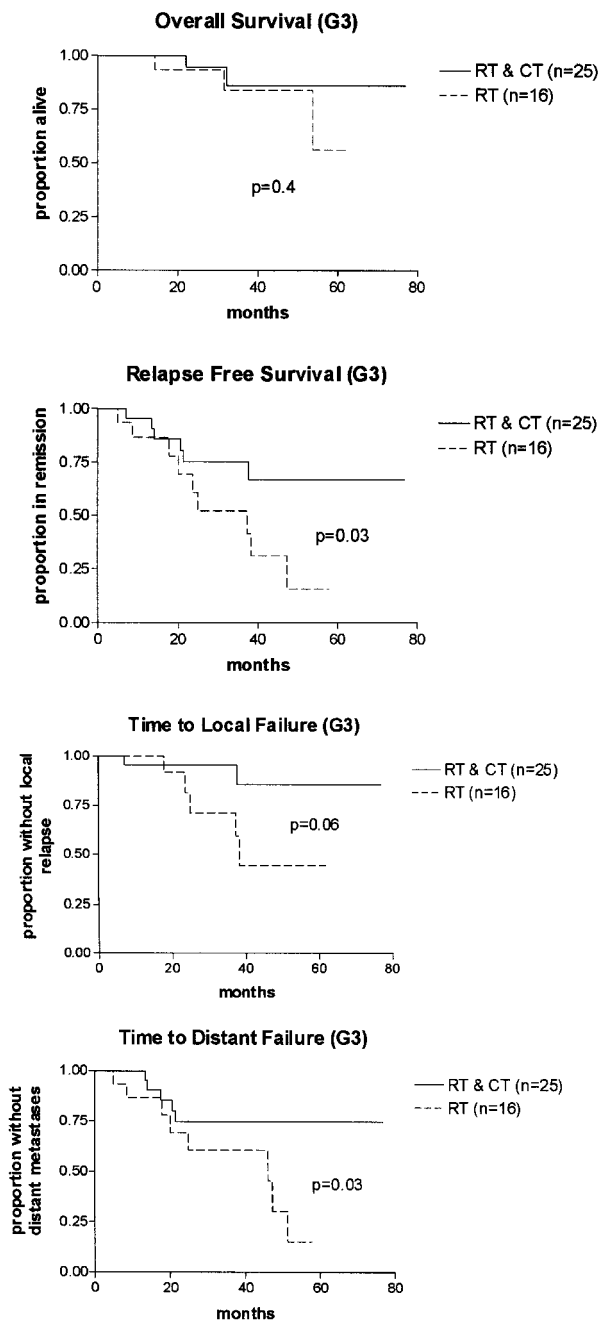 Overall Survival (G3)
1.00
0.75
0.50
0.25
0.00
proportion alive
0 20 40 60 80
months
RT & CT (n=25)
RT (n=16)
p=0.4
Relapse Free Survival (G3)
1.00
0.75
0.50
0.25
0.00
proportion in remission
0 20 40 60 80
months
RT & CT (n=25)
RT (n=16)
p=0.03
Time to Local Failure (G3)
1.00
0.75
0.50
0.25
0.00
proportion without local
relapse
0 20 40 60 80
months
RT & CT (n=25)
RT (n=16)
p=0.06
Time to Distant Failure (G3)
1.00
0.75
0.50
0.25
0.00
proportion without
distant metastases
0 20 40 60 80
months
RT & CT (n=25)
RT (n=16)
p=0.03